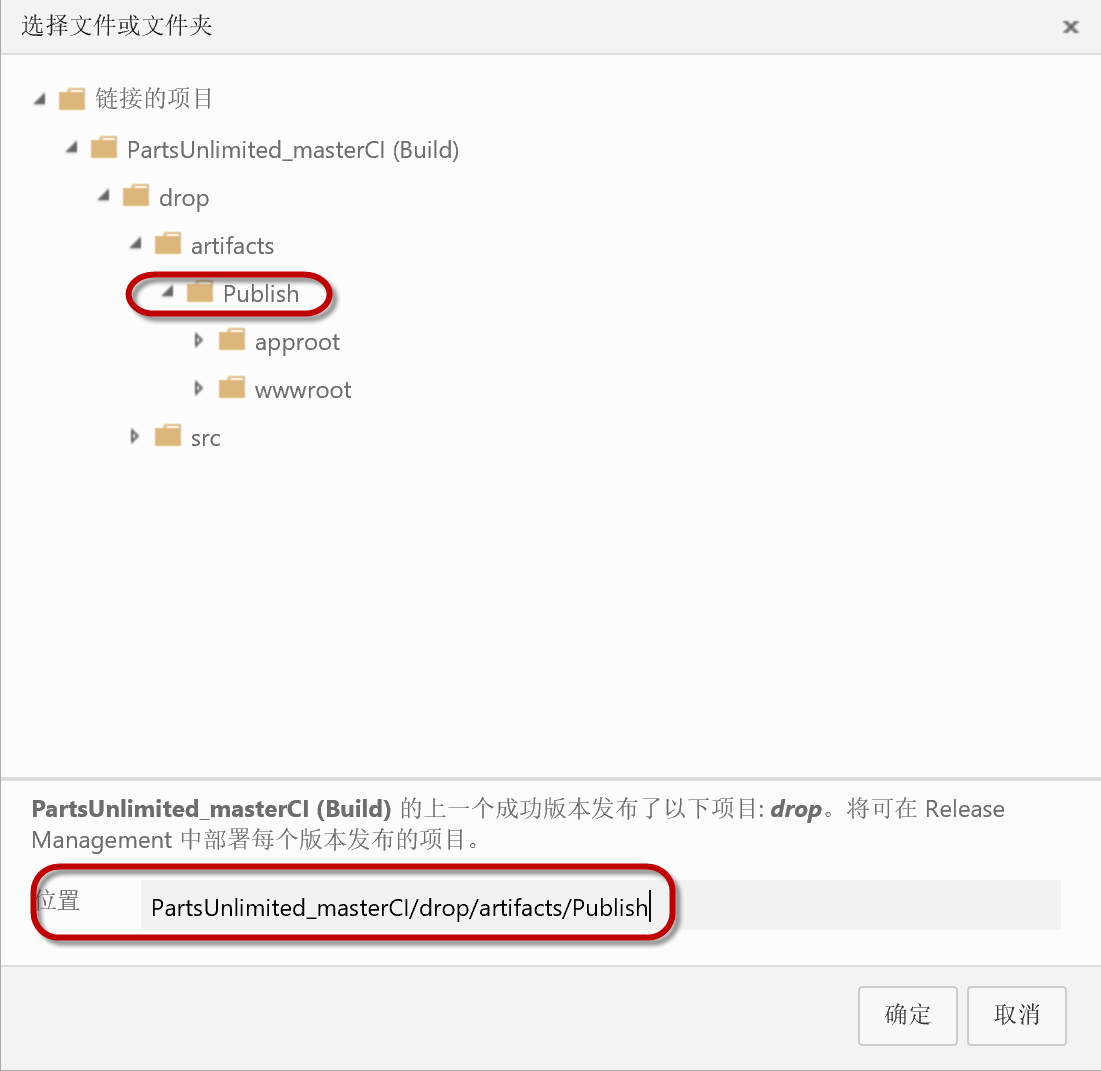 选择文件或文件夹
链接的项目
PartsUnlimited_masterCI (Build)
drop
artifacts
Publish
approot
wwwroot
src
PartsUnlimited_masterCI (Build) 的上一个成功版本发布了以下项目: drop。将可在 Release
Management 中部署每个版本发布的项目。
位置
PartsUnlimited_masterCI/drop/artifacts/Publish
确定
取消